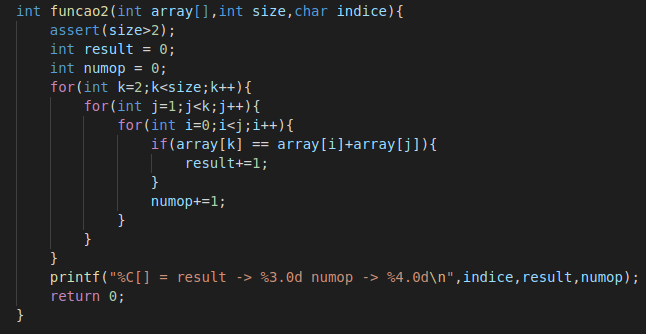 int funcao2(int array[],int size,char indice){
    assert(size>2);
    int result = 0;
    int numop = 0;
    for(int k=2;k<size;k++){
        for(int j=1;j<k;j++){
            for(int i=0;i<j;i++){
                if(array[k] == array[i]+array[j]){
                    result+=1;
                }
                numop+=1;
            }
        }
    }
    printf("%C[] = result -> %3.0d numop -> %4.0d\n",indice,result,numop);
    return 0;
}